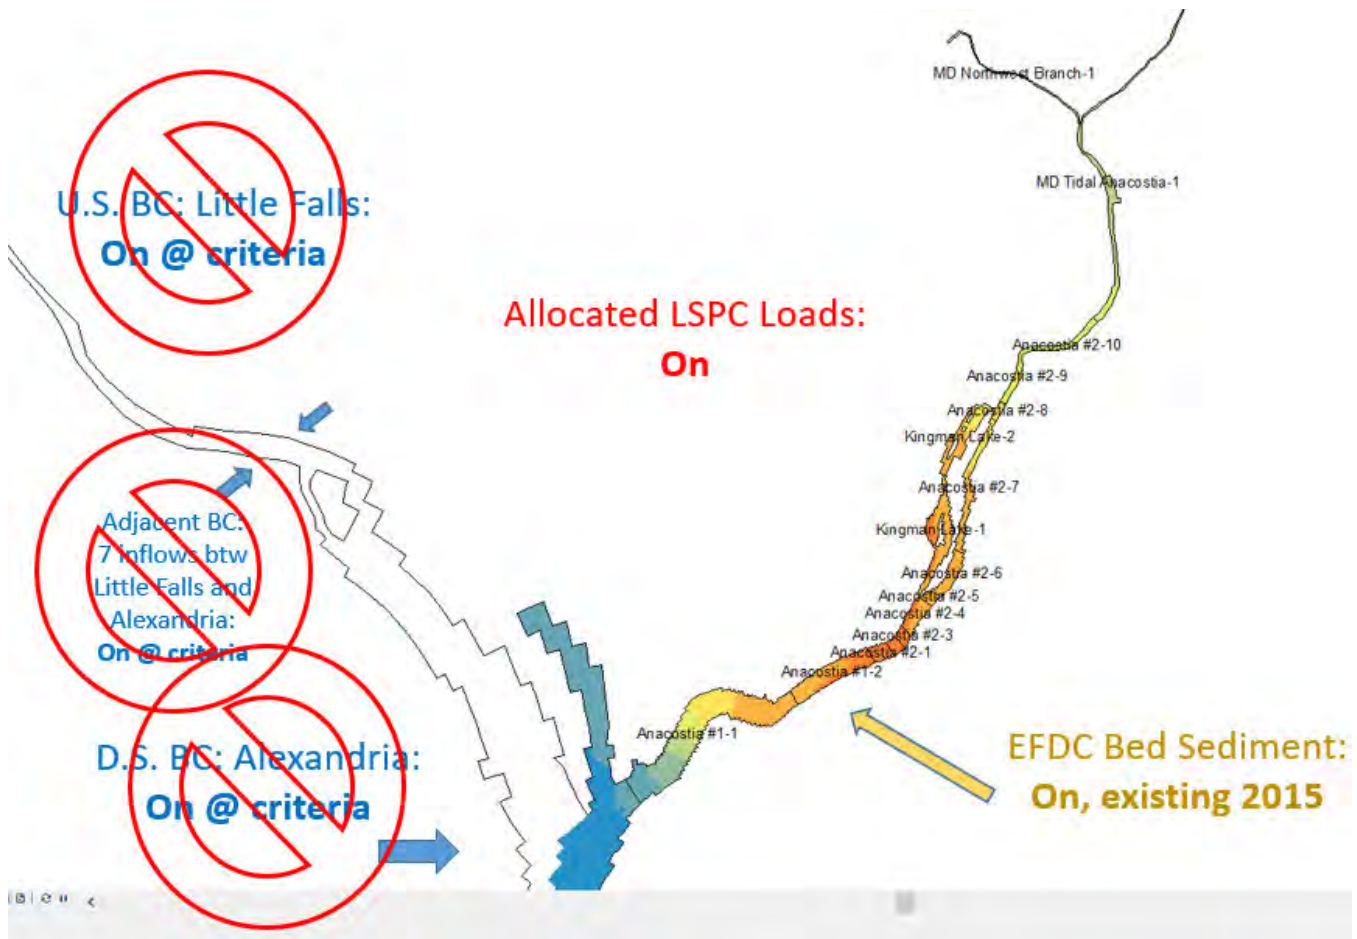 MD Northwest Branch-1
MD Tidal Anacostia-1
U.S. BC: Little Falls:
On @ criteria
Allocated LSPC Loads:
On
Anacostia #2-10
Anacostia #2-9
Anacostia #2-8
Kingman Lake-2
Anacostia #2-7
Kingman Lake-1
Anacostia #2-6
Anacostia #2-5
Anacostia #2-4
Anacostia #2-3
Anacostia #2-1
Anacostia #1-2
Anacostia #1-1
Adjacent BC:
7 inflows btw
Little Falls and
Alexandria:
On @ criteria
D.S. BC: Alexandria:
On @ criteria
EFDC Bed Sediment:
On, existing 2015